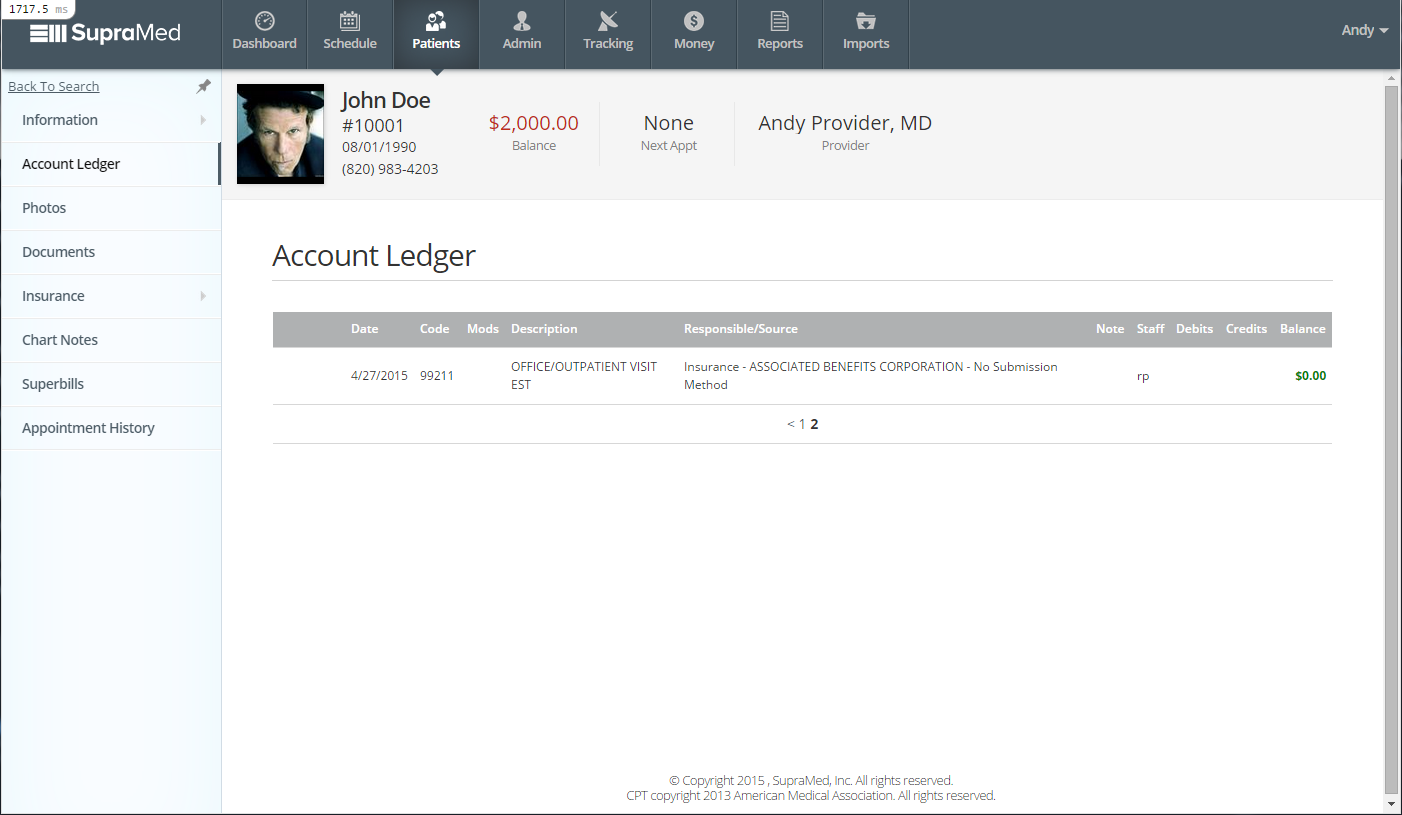 1717.5 ms
SupraMed
Dashboard Schedule Patients Admin Tracking Money Reports Imports
Andy
Back To Search
Information
Account Ledger
Photos
Documents
Insurance
Chart Notes
Superbills
Appointment History
John Doe
#10001
08/01/1990
(820) 983-4203
$2,000.00
Balance
None
Next Appt
Andy Provider, MD
Provider
Account Ledger
Date Code Mods Description Responsible/Source Note Staff Debits Credits Balance
4/27/2015 99211 OFFICE/OUTPATIENT VISIT EST Insurance - ASSOCIATED BENEFITS CORPORATION - No Submission Method rp $0.00
< 1 2
© Copyright 2015 , SupraMed, Inc. All rights reserved.
CPT copyright 2013 American Medical Association. All rights reserved.